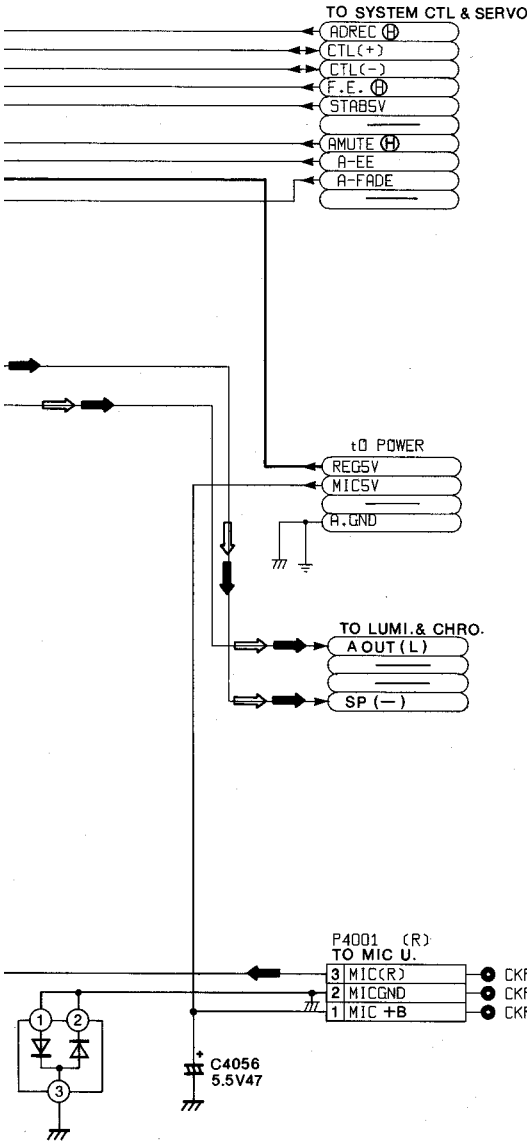 TO SYSTEM CTL & SERVO
ADREC Ⓗ
CTL(+)
CTL(-)
F.E. Ⓗ
STAB5V
AMUTE Ⓗ
A-EE
A-FADE
tO POWER
REG5V
MIC5V
A.GND
TO LUMI.& CHRO.
A OUT (L)
SP (—)
P4001 (R)
TO MIC U.
3 MIC(R)
2 MICGND
1 MIC +B
1 2
3
+
C4056
5.5V47